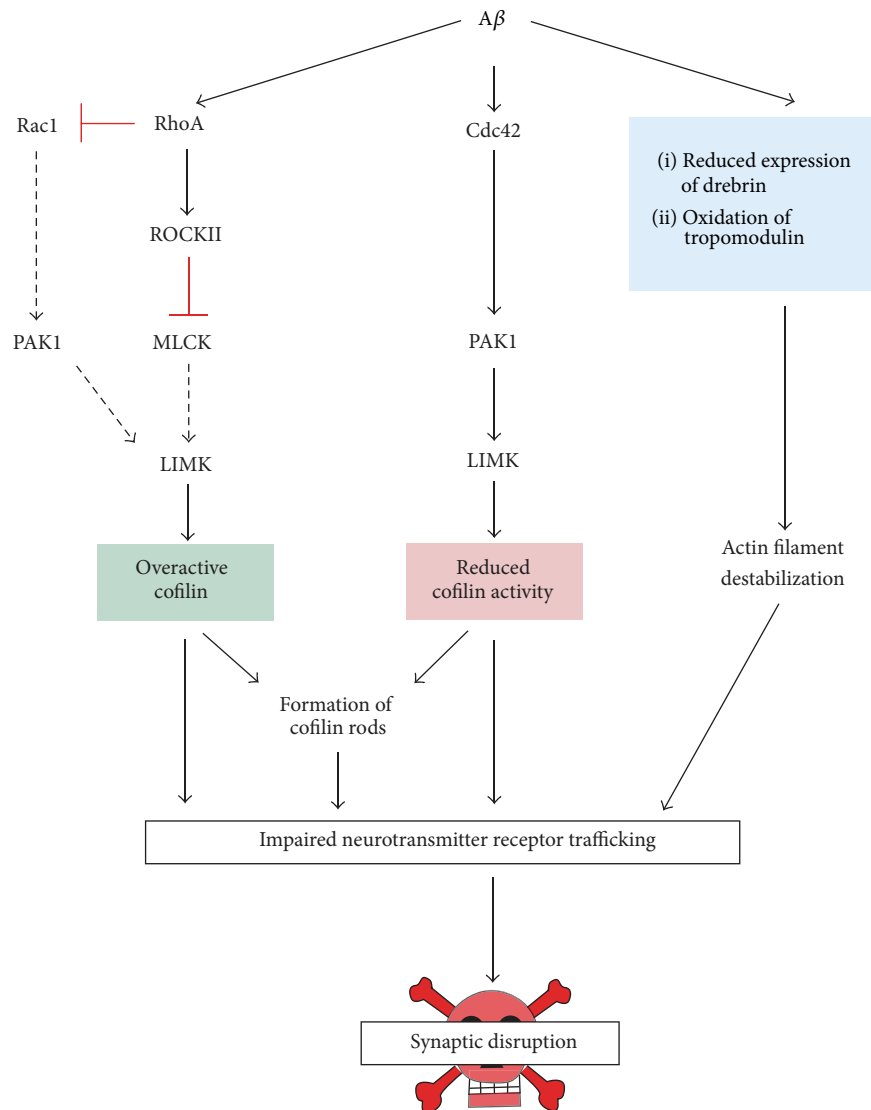 Aβ
Rac1
RhoA
Cdc42
(i) Reduced expression
of drebrin
(ii) Oxidation of
tropomodulin
ROCKII
PAK1
MLCK
PAK1
LIMK
LIMK
Overactive
cofilin
Reduced
cofilin activity
Actin filament
destabilization
Formation of
cofilin rods
Impaired neurotransmitter receptor trafficking
Synaptic disruption